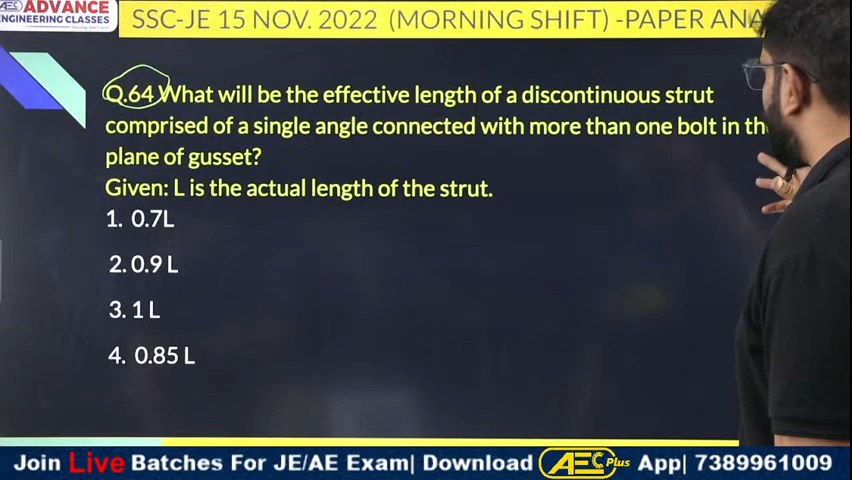 AEC ADVANCE
ENGINEERING CLASSES
SSC-JE 15 NOV. 2022 (MORNING SHIFT) -PAPER ANA
Q.64 What will be the effective length of a discontinuous strut
comprised of a single angle connected with more than one bolt in the
plane of gusset?
Given: L is the actual length of the strut.
1. 0.7L
2. 0.9 L
3. 1 L
4. 0.85 L
Join Live Batches For JE/AE Exam| Download AEC Plus App| 7389961009